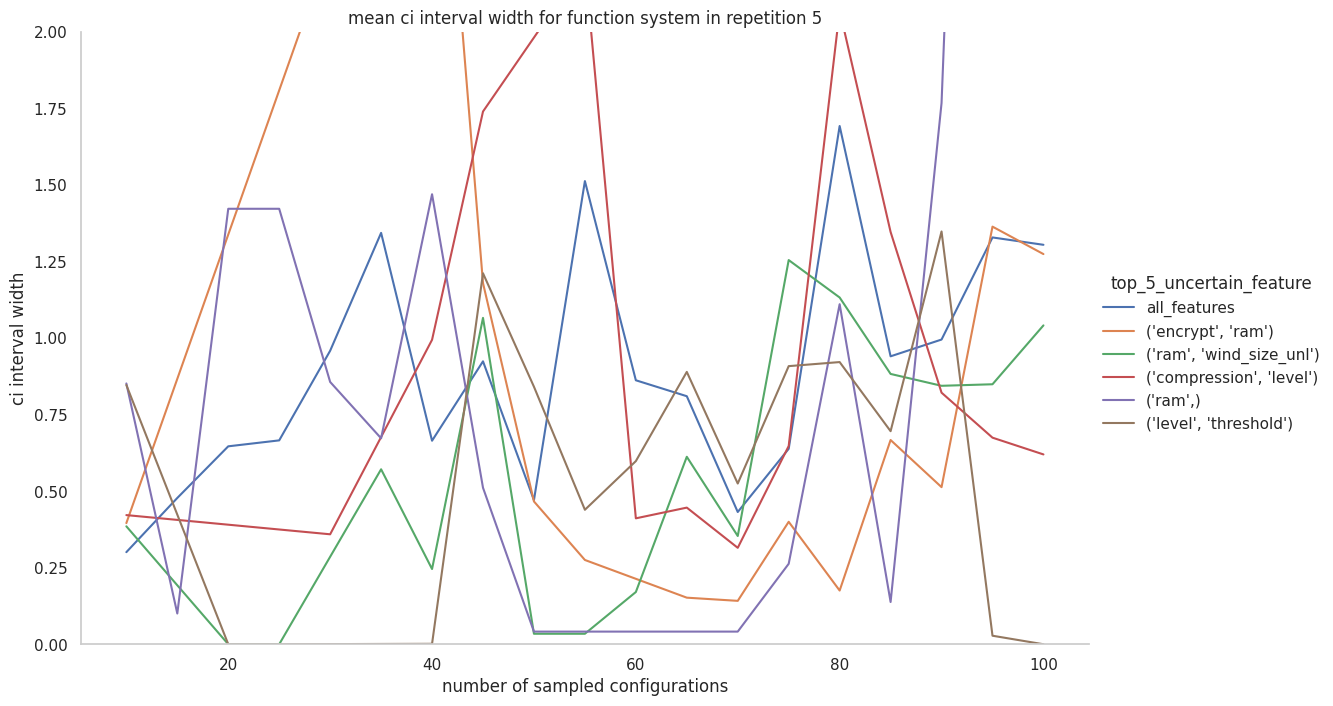 mean ci interval width for function system in repetition 5
2.00
1.75
1.50
1.25
1.00
0.75
0.50
0.25
0.00
ci interval width
20
40
60
80
100
number of sampled configurations
top_5_uncertain_feature
all_features
('encrypt', 'ram')
('ram', 'wind_size_unl')
('compression', 'level')
('ram',)
('level', 'threshold')